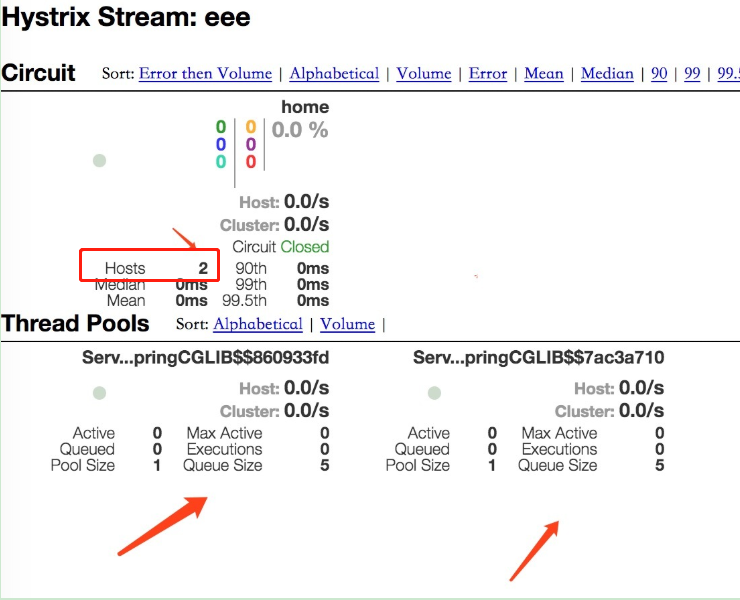 Hystrix Stream: eee
Circuit Sort: Error then Volume | Alphabetical | Volume | Error | Mean | Median | 90 | 99 | 99.
home
0 0 0.0 %
0 0
0 0
Host: 0.0/s
Cluster: 0.0/s
Circuit Closed
Hosts 2 90th 0ms
Median 0ms 99th 0ms
Mean 0ms 99.5th 0ms
Thread Pools Sort: Alphabetical | Volume |
Serv...pringCGLIB$$860933fd Serv...pringCGLIB$$7ac3a710
Host: 0.0/s Host: 0.0/s
Cluster: 0.0/s Cluster: 0.0/s
Active 0 Max Active 0 Active 0 Max Active 0
Queued 0 Executions 0 Queued 0 Executions 0
Pool Size 1 Queue Size 5 Pool Size 1 Queue Size 5